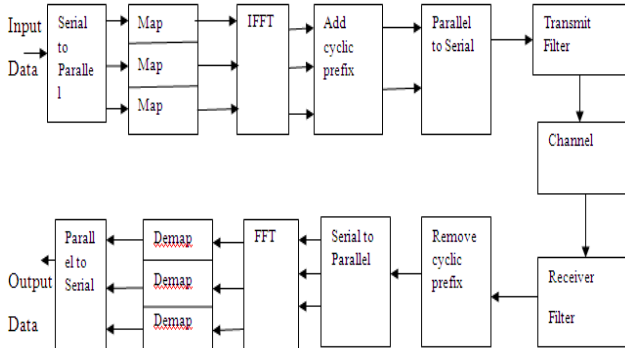 Input
Data
Serial
to
Paralle
l
Map
Map
Map
IFFT
Add
cyclic
prefix
Parallel
to Serial
Transmit
Filter
Channel
Receiver
Filter
Remove
cyclic
prefix
Serial to
Parallel
FFT
Demap
Demap
Demap
Parall
el to
Serial
Output
Data